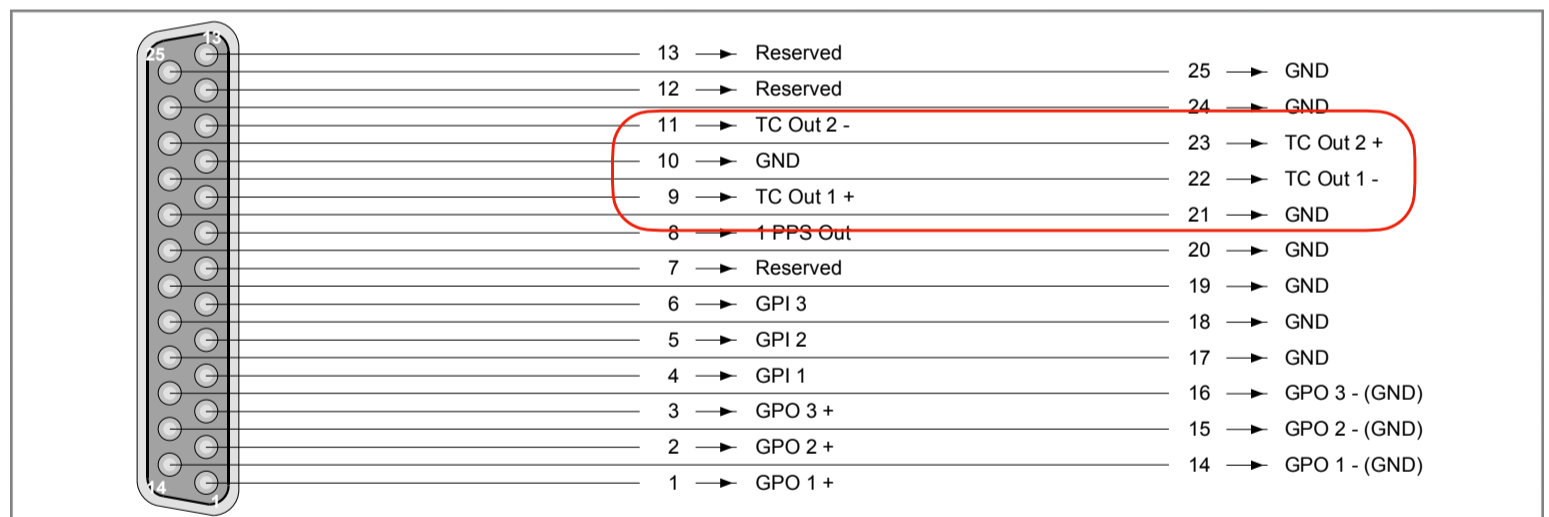 13
25
13 Reserved
25 GND
12 Reserved
24 GND
11 TC Out 2 -
23 TC Out 2 +
10 GND
22 TC Out 1 -
9 TC Out 1 +
21 GND
8 1 PPS Out
20 GND
7 Reserved
19 GND
6 GPI 3
18 GND
5 GPI 2
17 GND
4 GPI 1
16 GPO 3 - (GND)
3 GPO 3 +
15 GPO 2 - (GND)
2 GPO 2 +
14 GPO 1 - (GND)
1 GPO 1 +
14
1